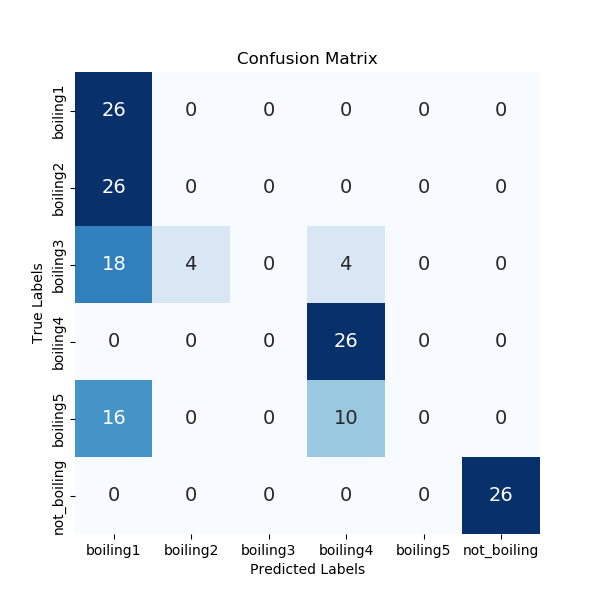 Confusion Matrix
True Labels
boiling1 26 0 0 0 0 0
boiling2 26 0 0 0 0 0
boiling3 18 4 0 4 0 0
boiling4 0 0 0 26 0 0
boiling5 16 0 0 10 0 0
not_boiling 0 0 0 0 0 26
boiling1 boiling2 boiling3 boiling4 boiling5 not_boiling
Predicted Labels